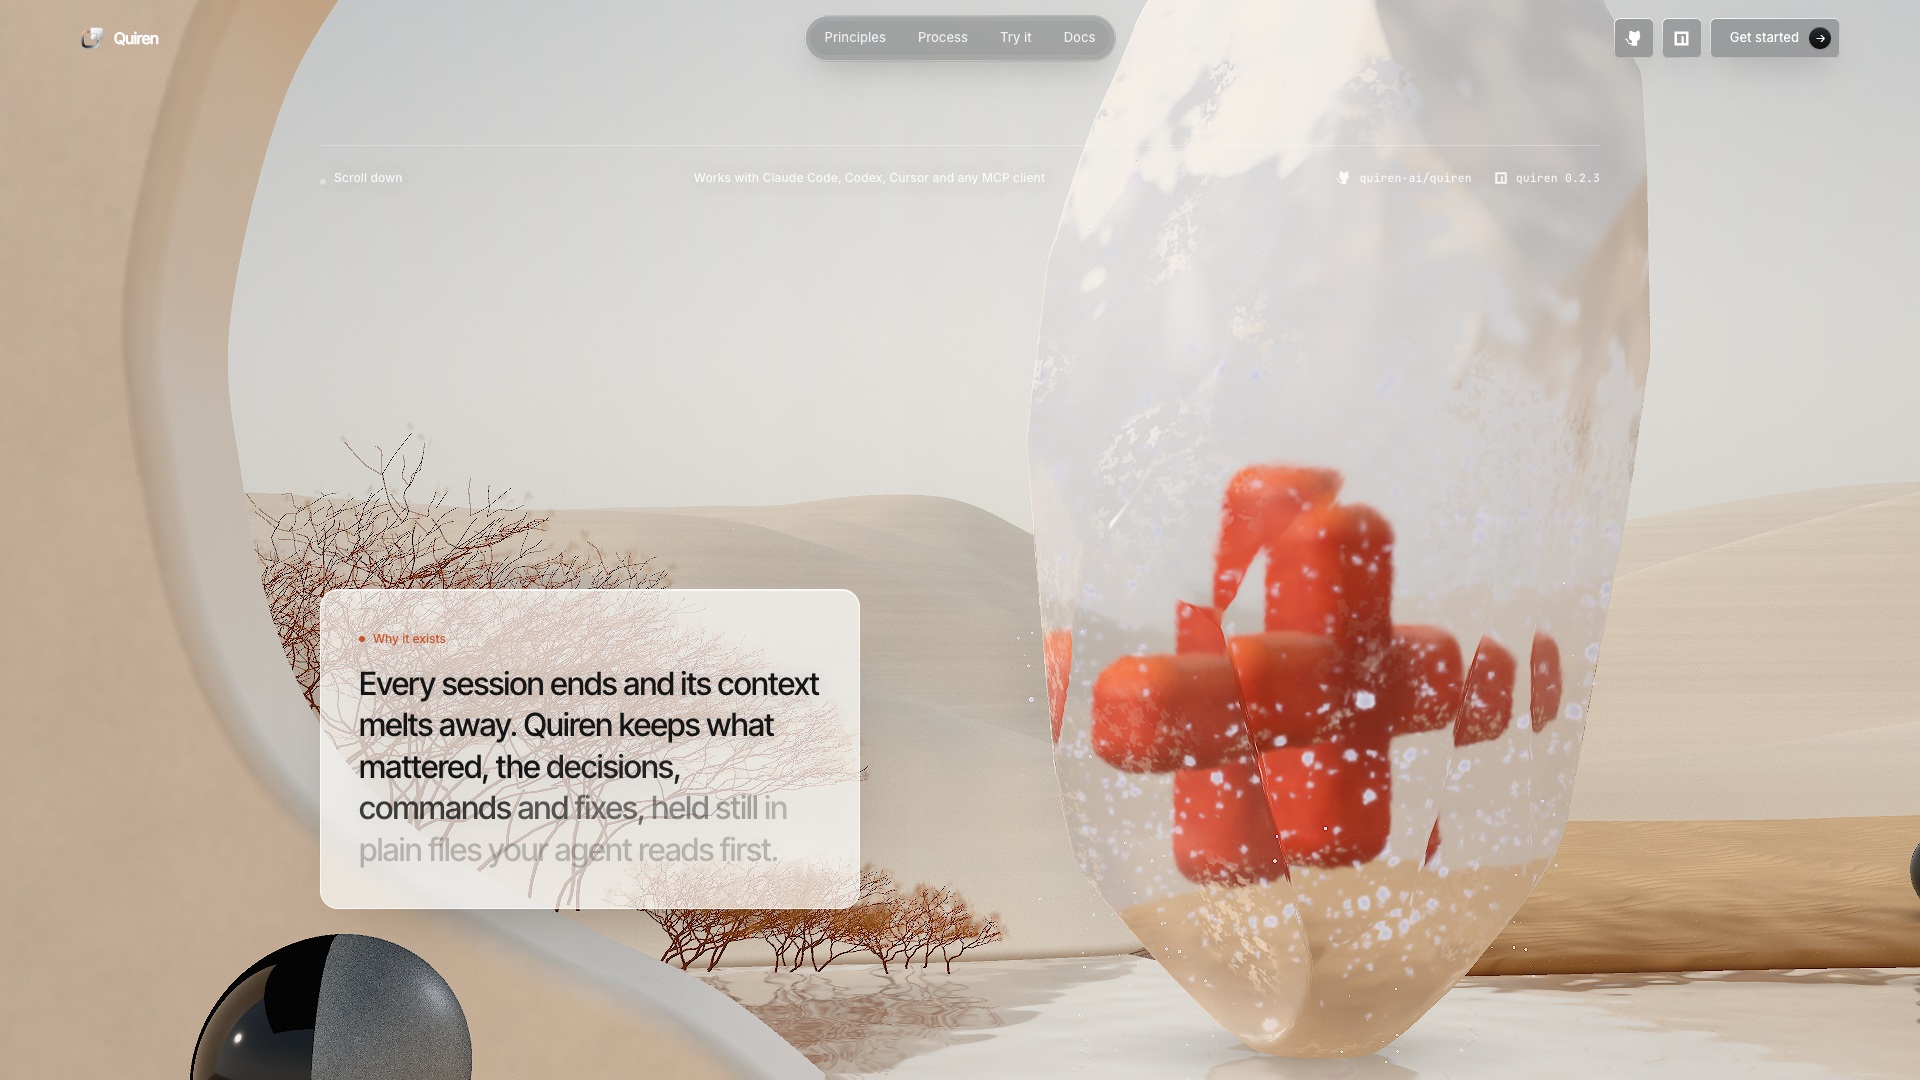 Quiren
Principles
Process
Try it
Docs
Get started
Scroll down
Works with Claude Code, Codex, Cursor and any MCP client
quiren-ai/quiren
quiren 0.2.3
Why it exists
Every session ends and its context
melts away. Quiren keeps what
mattered, the decisions,
commands and fixes, held still in
plain files your agent reads first.